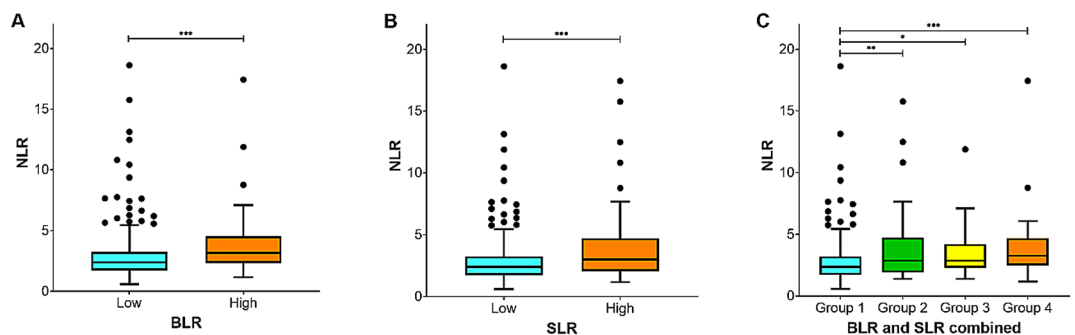 A
***
20
15
10
5
0
NLR
Low
High
BLR
B
***
20
15
10
5
0
NLR
Low
High
SLR
C
***
*
**
20
15
10
5
0
NLR
Group 1
Group 2
Group 3
Group 4
BLR and SLR combined